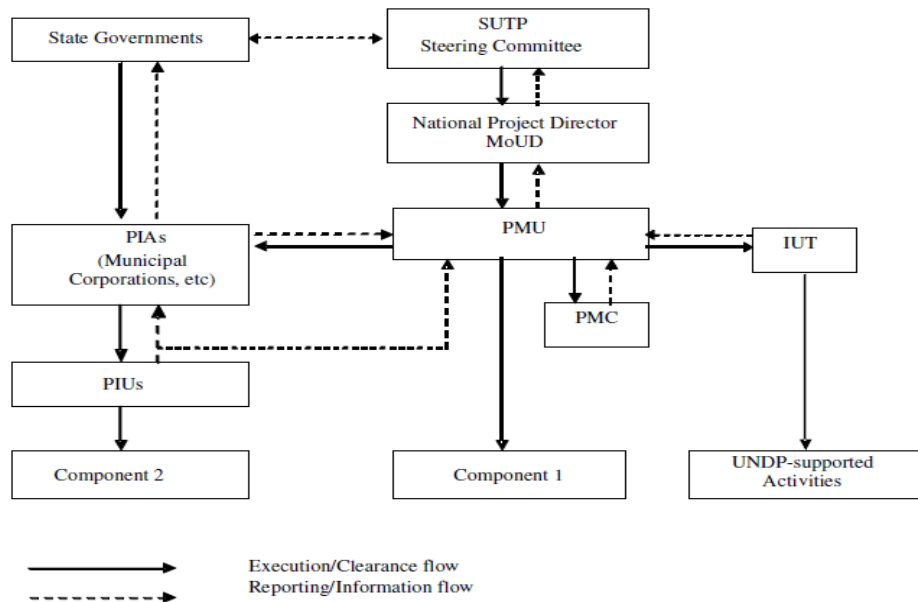 State Governments
SUTP
Steering Committee
National Project Director
MoUD
PIAs
(Municipal
Corporations, etc)
PMU
IUT
PMC
PIUs
Component 2
Component 1
UNDP-supported
Activities
Execution/Clearance flow
Reporting/Information flow